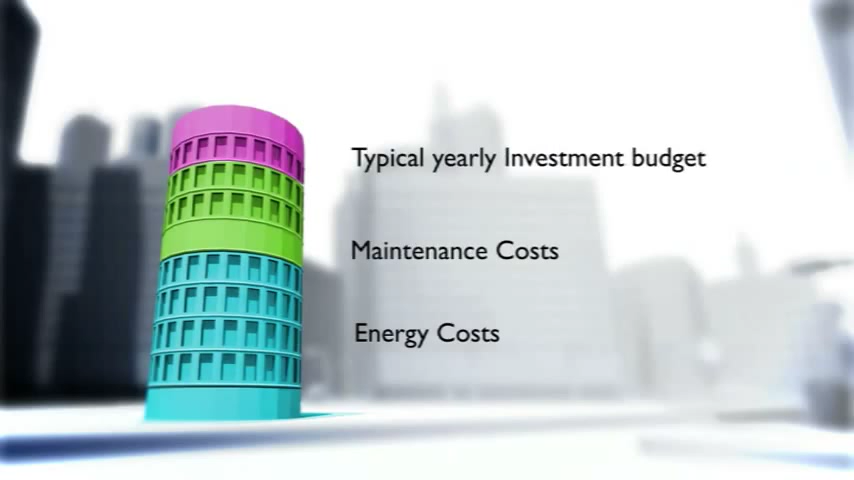 Typical yearly Investment budget
Maintenance Costs
Energy Costs